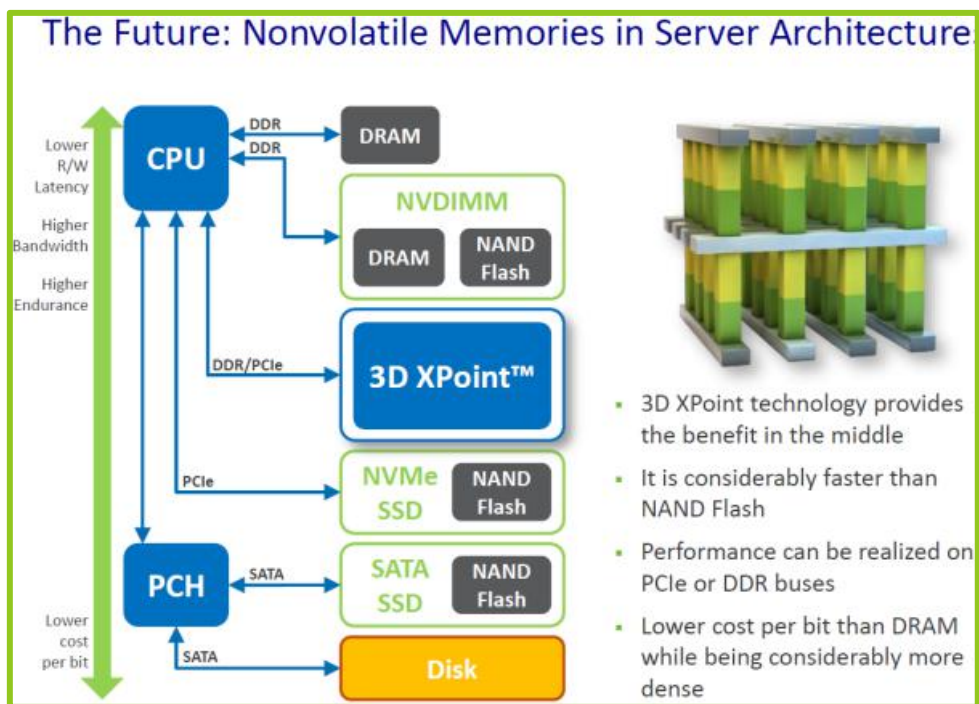 The Future: Nonvolatile Memories in Server Architecture
Lower
R/W
Latency
Higher
Bandwidth
Higher
Endurance
Lower
cost
per bit
CPU
DDR
DDR
DRAM
NVDIMM
DRAM
NAND
Flash
DDR/PCIe
3D XPoint™
PCIe
NVMe
SSD
NAND
Flash
PCH
SATA
SATA
SSD
NAND
Flash
SATA
Disk
▪ 3D XPoint technology provides
the benefit in the middle
▪ It is considerably faster than
NAND Flash
▪ Performance can be realized on
PCIe or DDR buses
▪ Lower cost per bit than DRAM
while being considerably more
dense